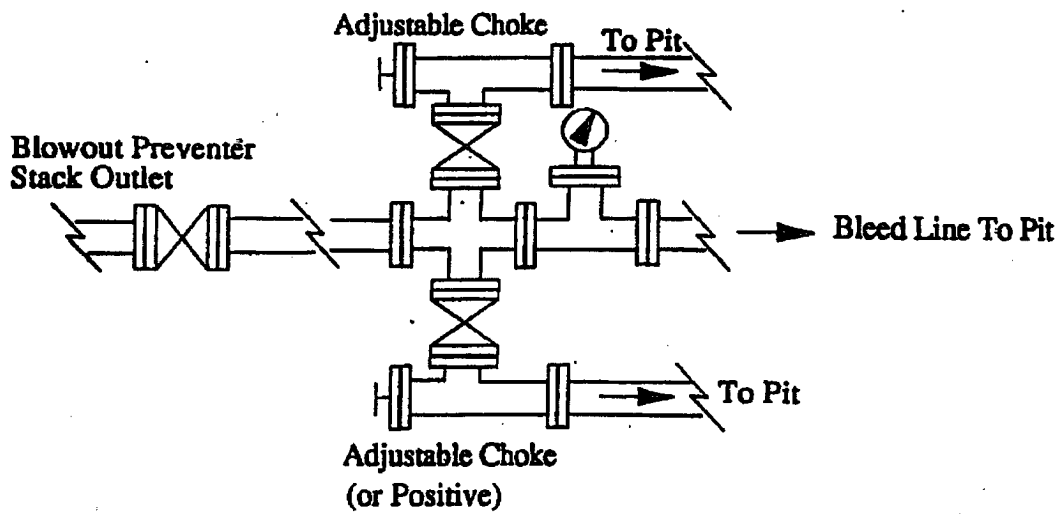 Adjustable Choke
To Pit
Blowout Preventer
Stack Outlet
Bleed Line To Pit
To Pit
Adjustable Choke
(or Positive)